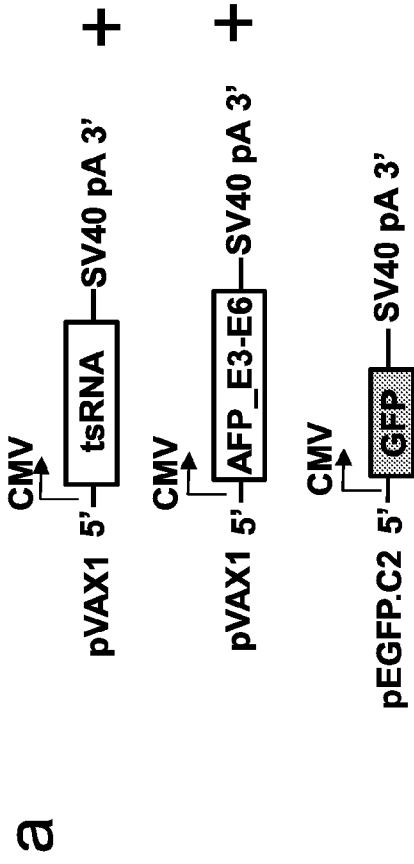 a
CMV
pVAX1 5’ tsRNA SV40 pA 3’ +
CMV
pVAX1 5’ AFP_E3-E6 SV40 pA 3’ +
CMV
pEGFP.C2 5’ GFP SV40 pA 3’